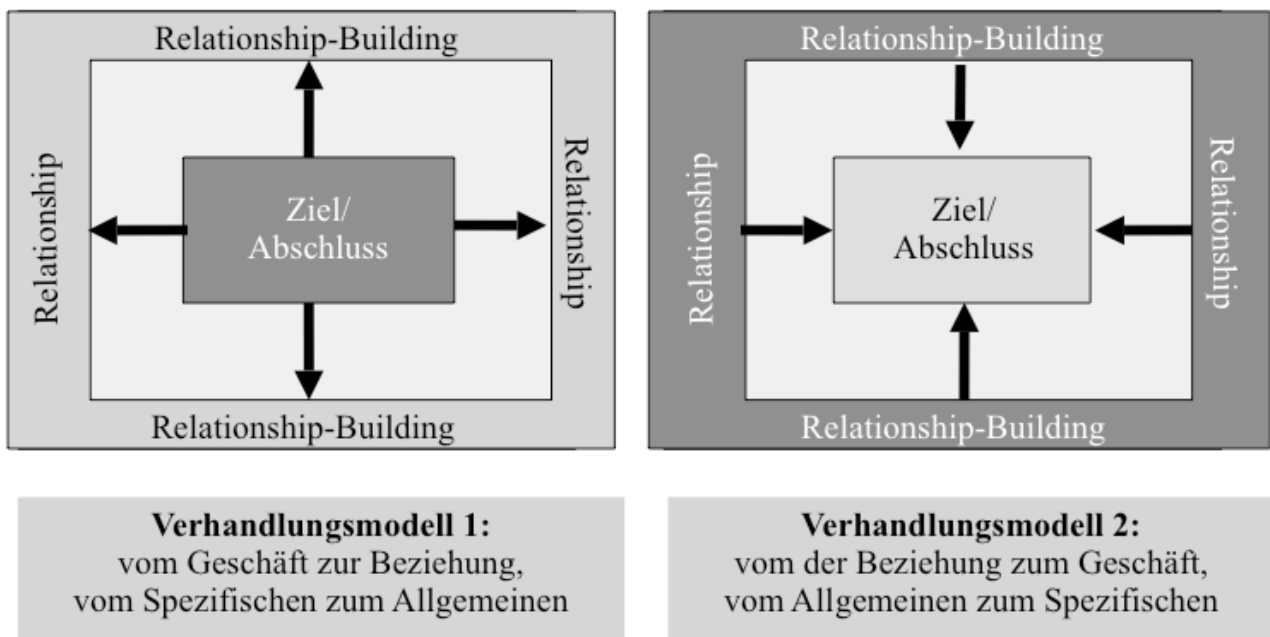 Relationship-Building
Relationship
Ziel/
Abschluss
Relationship
Relationship-Building
Verhandlungsmodell 1:
vom Geschäft zur Beziehung,
vom Spezifischen zum Allgemeinen
Relationship-Building
Relationship
Ziel/
Abschluss
Relationship
Relationship-Building
Verhandlungsmodell 2:
vom der Beziehung zum Geschäft,
vom Allgemeinen zum Spezifischen